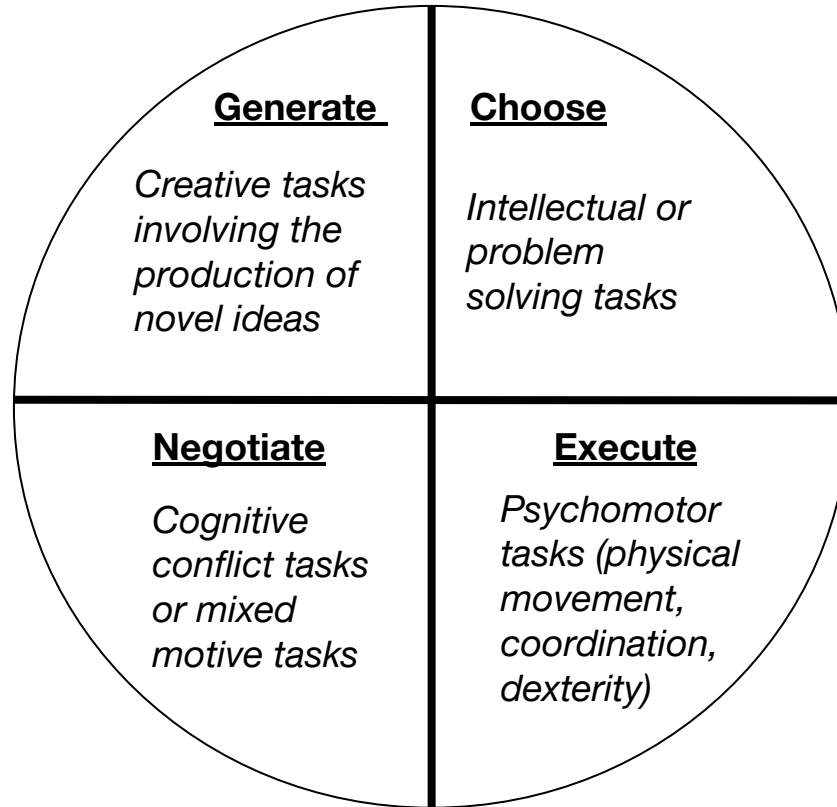 Generate
Creative tasks
involving the
production of
novel ideas
Choose
Intellectual or
problem
solving tasks
Negotiate
Cognitive
conflict tasks
or mixed
motive tasks
Execute
Psychomotor
tasks (physical
movement,
coordination,
dexterity)